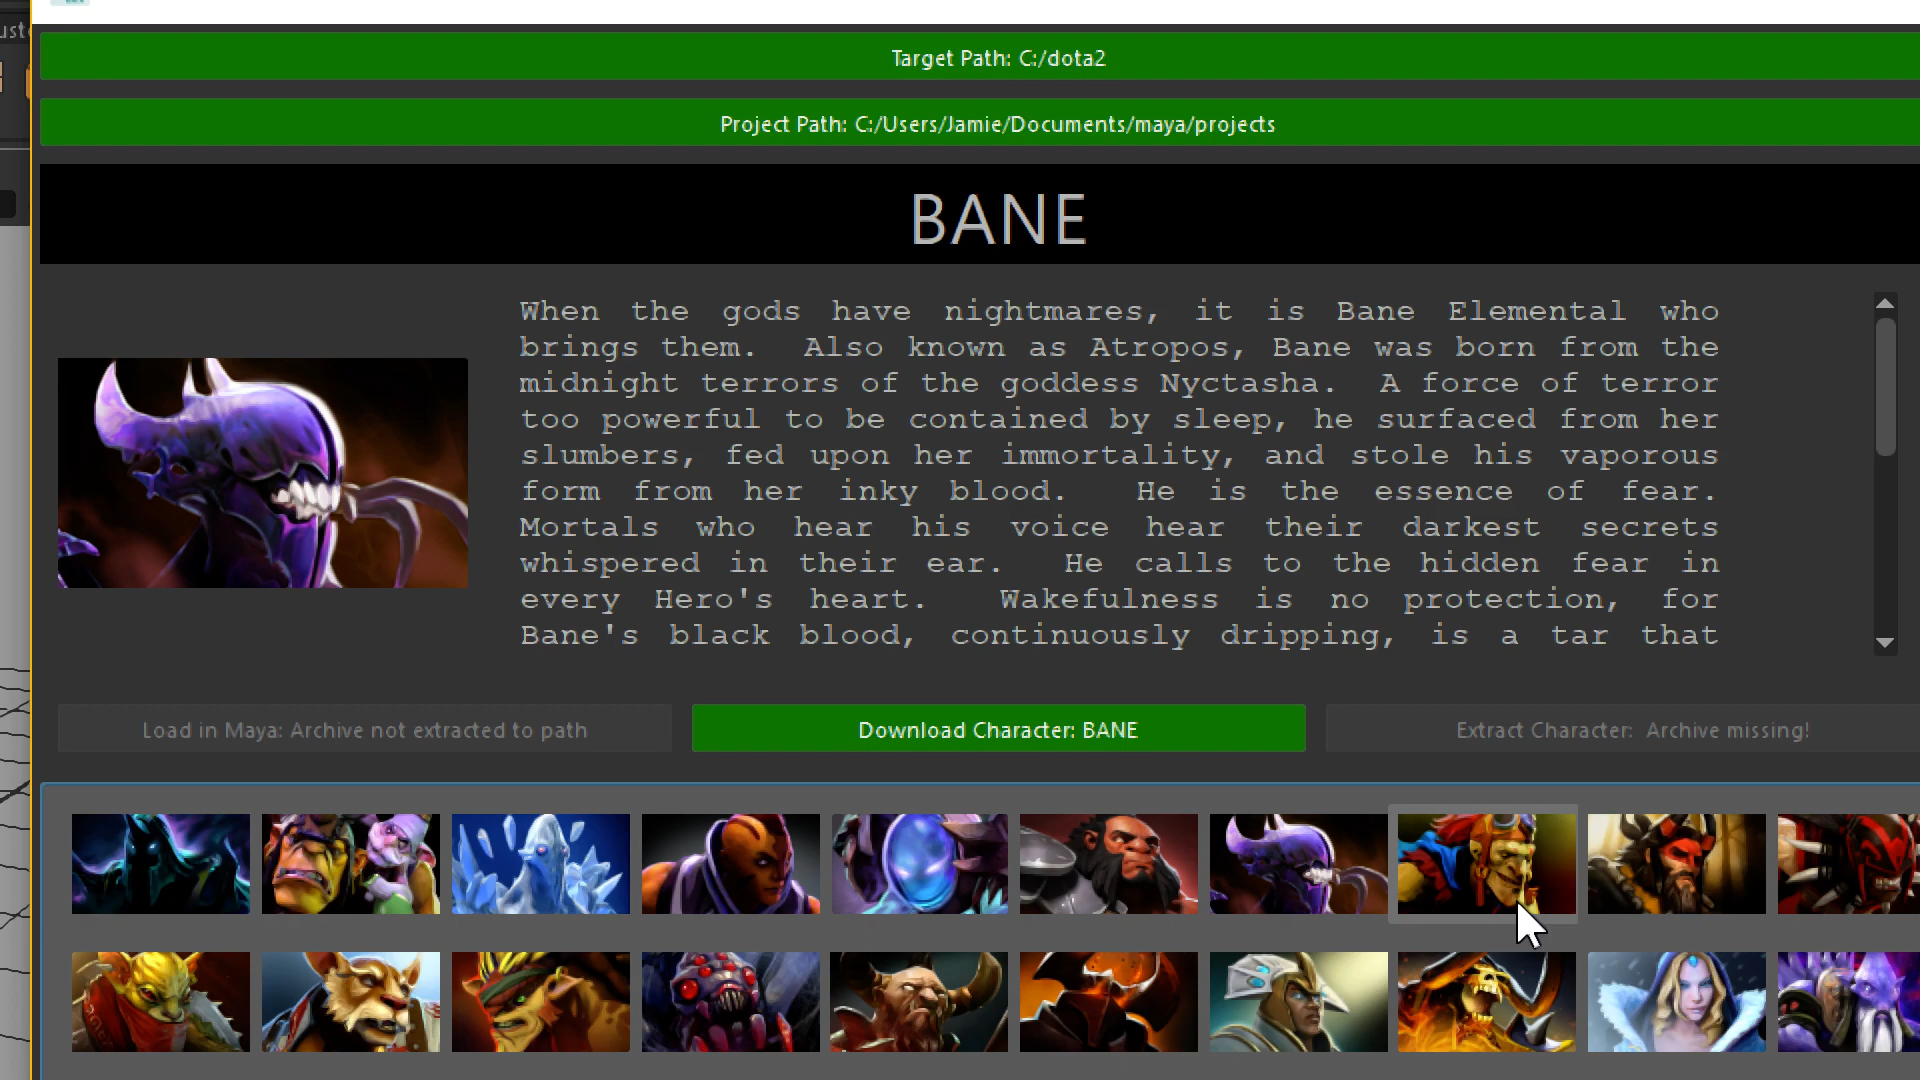 ust
Target Path: C:/dota2
Project Path: C:/Users/Jamie/Documents/maya/projects
BANE
When the gods have nightmares, it is Bane Elemental who
brings them. Also known as Atropos, Bane was born from the
midnight terrors of the goddess Nyctasha. A force of terror
too powerful to be contained by sleep, he surfaced from her
slumbers, fed upon her immortality, and stole his vaporous
form from her inky blood. He is the essence of fear.
Mortals who hear his voice hear their darkest secrets
whispered in their ear. He calls to the hidden fear in
every Hero's heart. Wakefulness is no protection, for
Bane's black blood, continuously dripping, is a tar that
Load in Maya: Archive not extracted to path
Download Character: BANE
Extract Character: Archive missing!